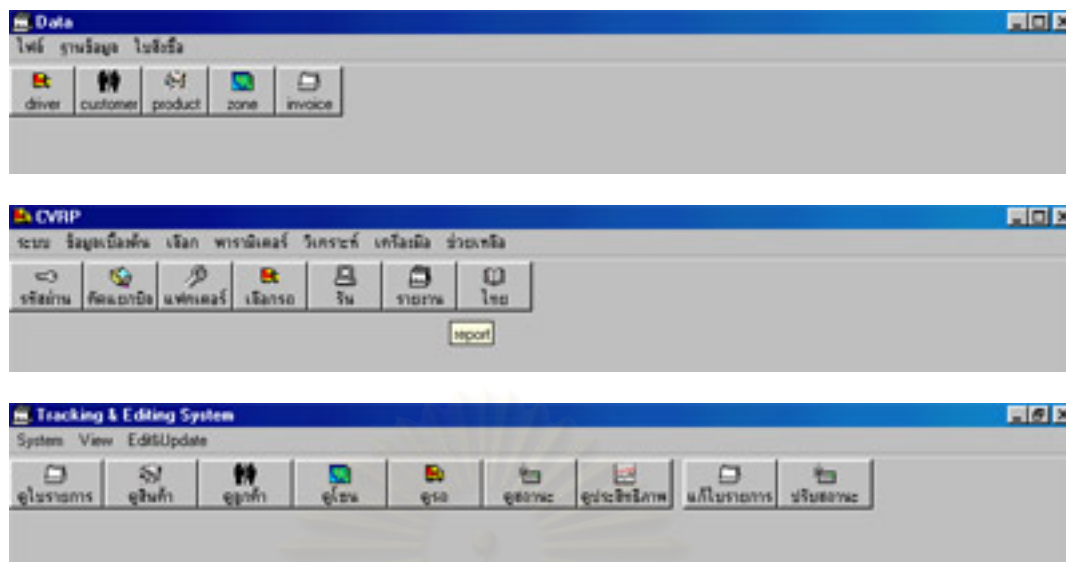 Data
ไฟล์ ฐานข้อมูล ใบสั่งซื้อ
driver customer product zone invoice
CVRP
ระบบ ข้อมูลเบื้องต้น เลือก พารามิเตอร์ วิเคราะห์ เครื่องมือ ช่วยเหลือ
รหัสผ่าน คัดแยกบิล แฟคเตอร์ เลือกรถ รัน รายงาน ไทย
report
Tracking & Editing System
System View Edit&Update
ดูใบรายการ ดูสินค้า ดูลูกค้า ดูโซน ดูรถ ดูสถานะ ดูประสิทธิภาพ แก้ใบรายการ ปรับสถานะ